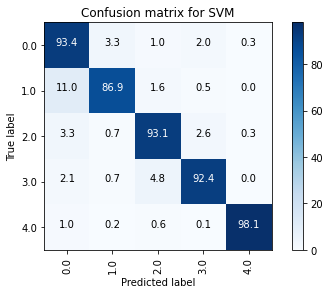 Confusion matrix for SVM
True label
0.0 93.4 3.3 1.0 2.0 0.3
1.0 11.0 86.9 1.6 0.5 0.0
2.0 3.3 0.7 93.1 2.6 0.3
3.0 2.1 0.7 4.8 92.4 0.0
4.0 1.0 0.2 0.6 0.1 98.1
0.0 1.0 2.0 3.0 4.0
Predicted label
80
60
40
20
0